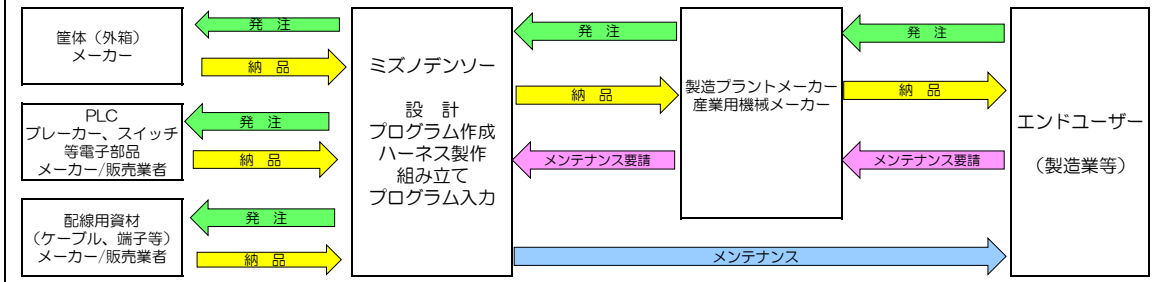 筐体（外箱）
メーカー
発 注
納 品
PLC
ブレーカー、スイッチ
等電子部品
メーカー/販売業者
発 注
納 品
配線用資材
（ケーブル、端子等）
メーカー/販売業者
発 注
納 品
ミズノデンソー
設 計
プログラム作成
ハーネス製作
組み立て
プログラム入力
発 注
納 品
メンテナンス要請
製造プラントメーカー
産業用機械メーカー
発 注
納 品
メンテナンス要請
メンテナンス
エンドユーザー
（製造業等）